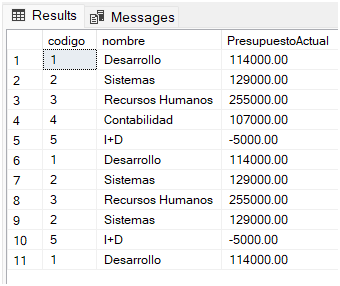 Results Messages
codigo nombre PresupuestoActual
1 1 Desarrollo 114000.00
2 2 Sistemas 129000.00
3 3 Recursos Humanos 255000.00
4 4 Contabilidad 107000.00
5 5 I+D -5000.00
6 1 Desarrollo 114000.00
7 2 Sistemas 129000.00
8 3 Recursos Humanos 255000.00
9 2 Sistemas 129000.00
10 5 I+D -5000.00
11 1 Desarrollo 114000.00